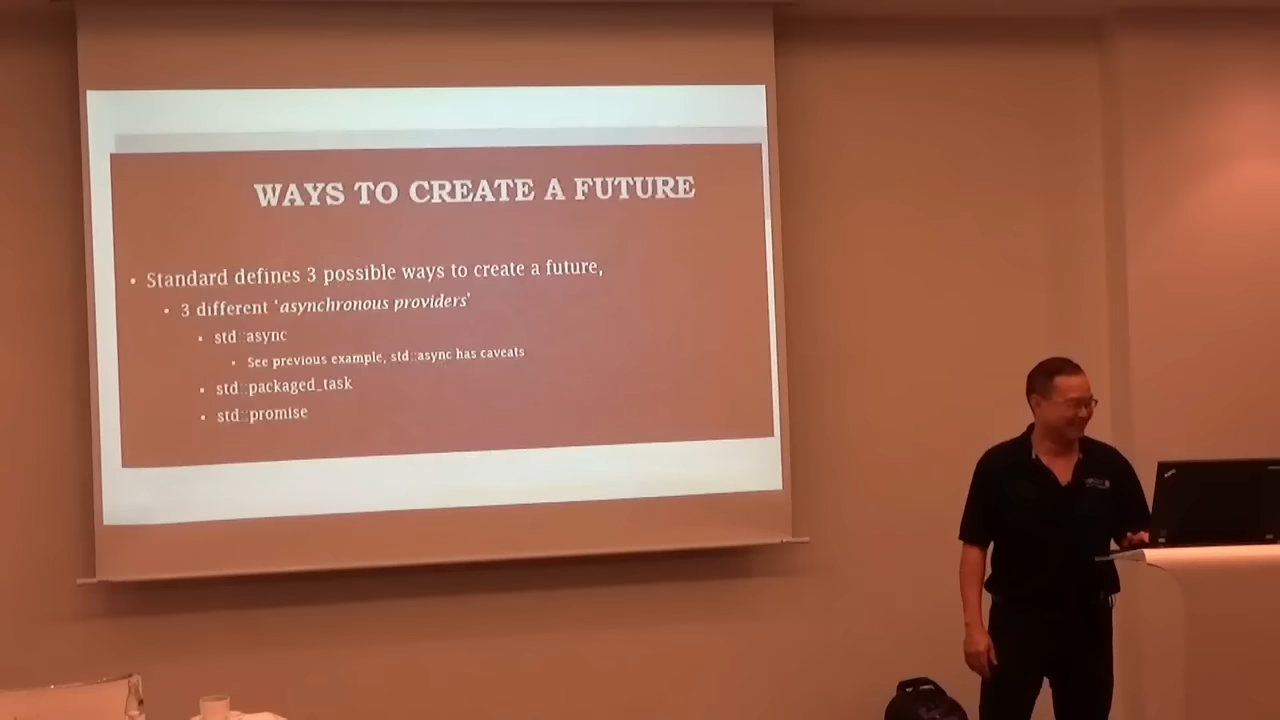 WAYS TO CREATE A FUTURE
• Standard defines 3 possible ways to create a future,
• 3 different 'asynchronous providers'
• std::async
• See previous example, std::async has caveats
• std::packaged_task
• std::promise